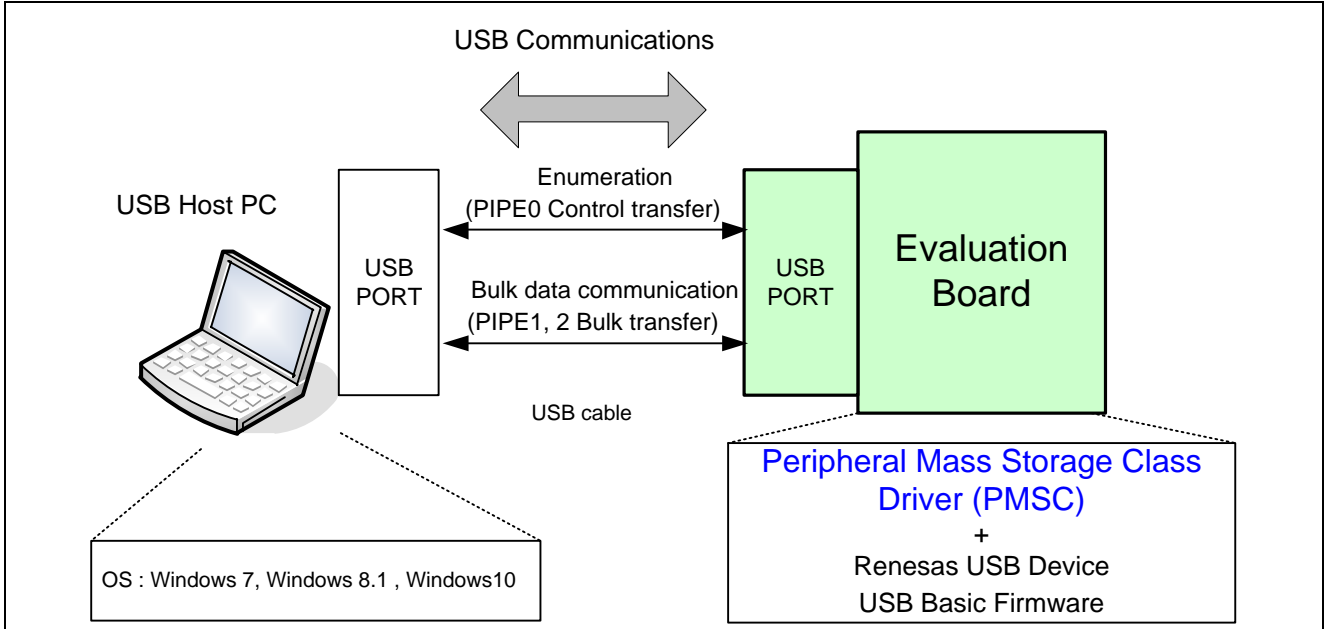 USB Communications
USB Host PC
USB
PORT
Enumeration
(PIPE0 Control transfer)
Bulk data communication
(PIPE1, 2 Bulk transfer)
USB cable
USB
PORT
Evaluation
Board
OS : Windows 7, Windows 8.1 , Windows10
Peripheral Mass Storage Class
Driver (PMSC)
+
Renesas USB Device
USB Basic Firmware